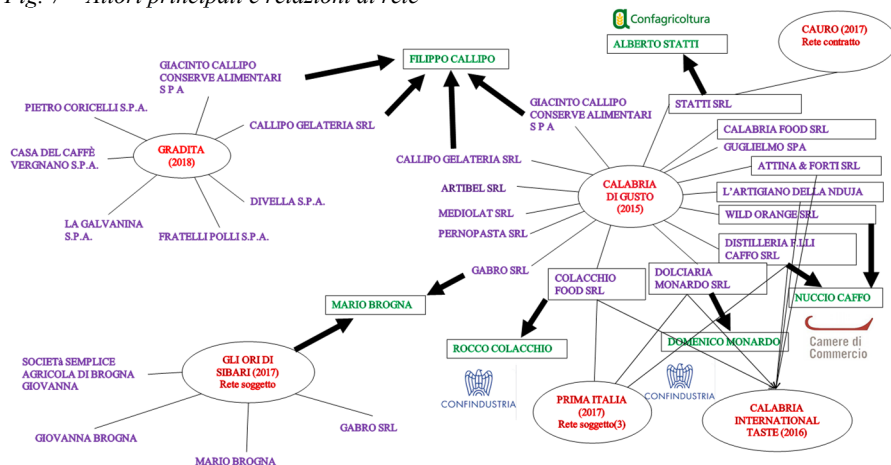 Fig. 7 – Attori principali e relazioni di rete
Confagricoltura
ALBERTO STATTI
CAURO (2017)
Rete contratto
GIACINTO CALLIPO
CONSERVE ALIMENTARI
S P A
FILIPPO CALLIPO
PIETRO CORICELLI S.P.A.
CALLIPO GELATERIA SRL
GIACINTO CALLIPO
CONSERVE ALIMENTARI
S P A
STATTI SRL
GRADITA
(2018)
CASA DEL CAFFÈ
VERGNANO S.P.A.
CALLIPO GELATERIA SRL
CALABRIA FOOD SRL
GUGLIELMO SPA
ATTINA & FORTI SRL
ARTIBEL SRL
CALABRIA
DI GUSTO
(2015)
L'ARTIGIANO DELLA NDUJA
DIVELLA S.P.A.
MEDIOLAT SRL
WILD ORANGE SRL
LA GALVANINA
S.P.A.
FRATELLI POLLI S.P.A.
PERNOPASTA SRL
DISTILLERIA F.LLI
CAFFO SRL
GABRO SRL
COLACCHIO
FOOD SRL
DOLCIARIA
MONARDO SRL
MARIO BROGNA
NUCCIO CAFFO
Camere di
Commercio
ROCCO COLACCHIO
DOMENICO MONARDO
SOCIETà SEMPLICE
AGRICOLA DI BROGNA
GIOVANNA
GLI ORI DI
SIBARI (2017)
Rete soggetto
CONFINDUSTRIA
CONFINDUSTRIA
PRIMA ITALIA
(2017)
Rete soggetto(3)
CALABRIA
INTERNATIONAL
TASTE (2016)
GIOVANNA BROGNA
GABRO SRL
MARIO BROGNA